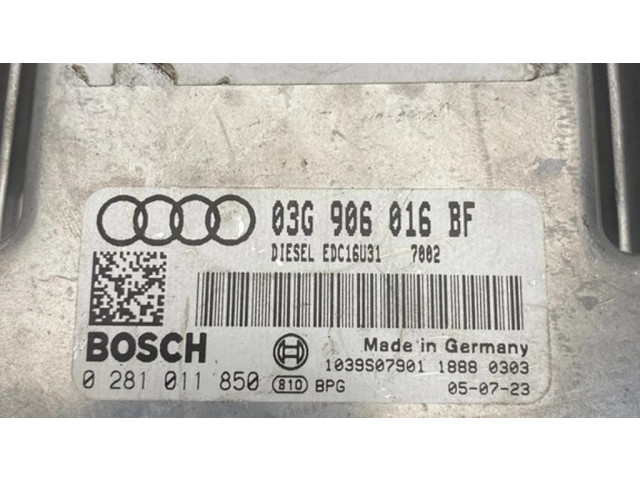 03G 906 016 BF
DIESEL EDC16U31 7002
BOSCH
Made in Germany
1039S07901 1888 0303
0 281 011 850 810 BPG 05-07-23